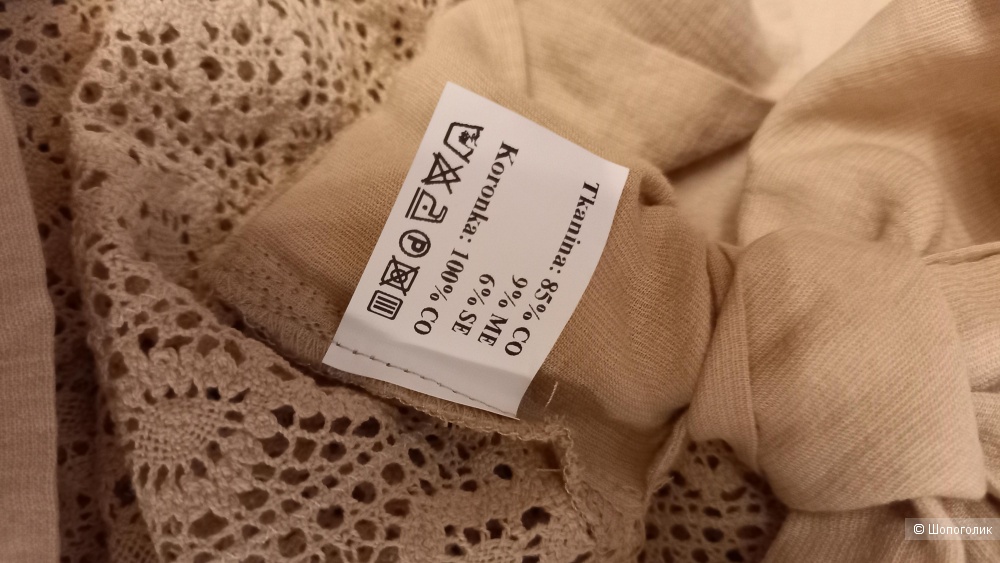 Tkanina: 85% CO
9% ME
6% SE
Koronka: 100% CO
P
© Шопоголик